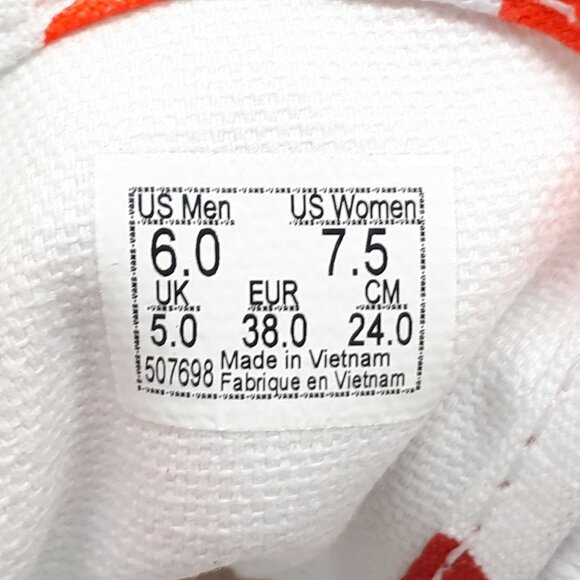 US Men US Women
6.0 7.5
UK EUR CM
5.0 38.0 24.0
507698 Made in Vietnam
Fabrique en Vietnam